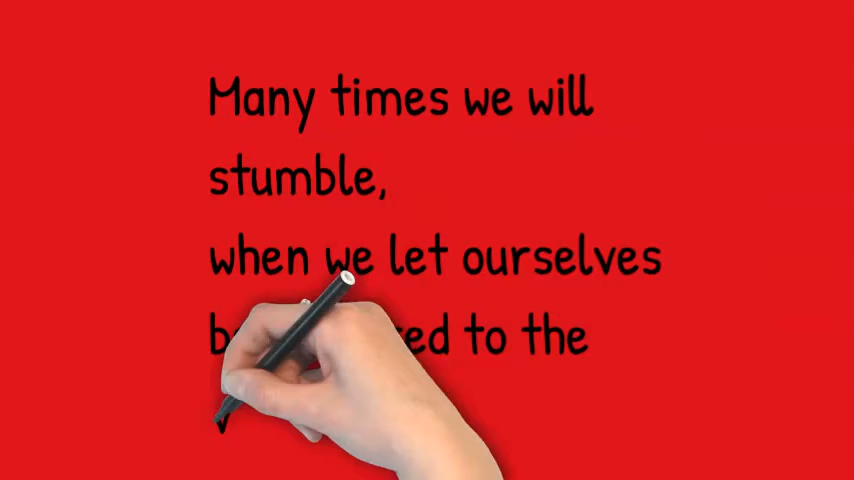 Many times we will
stumble,
when we let ourselves
to the